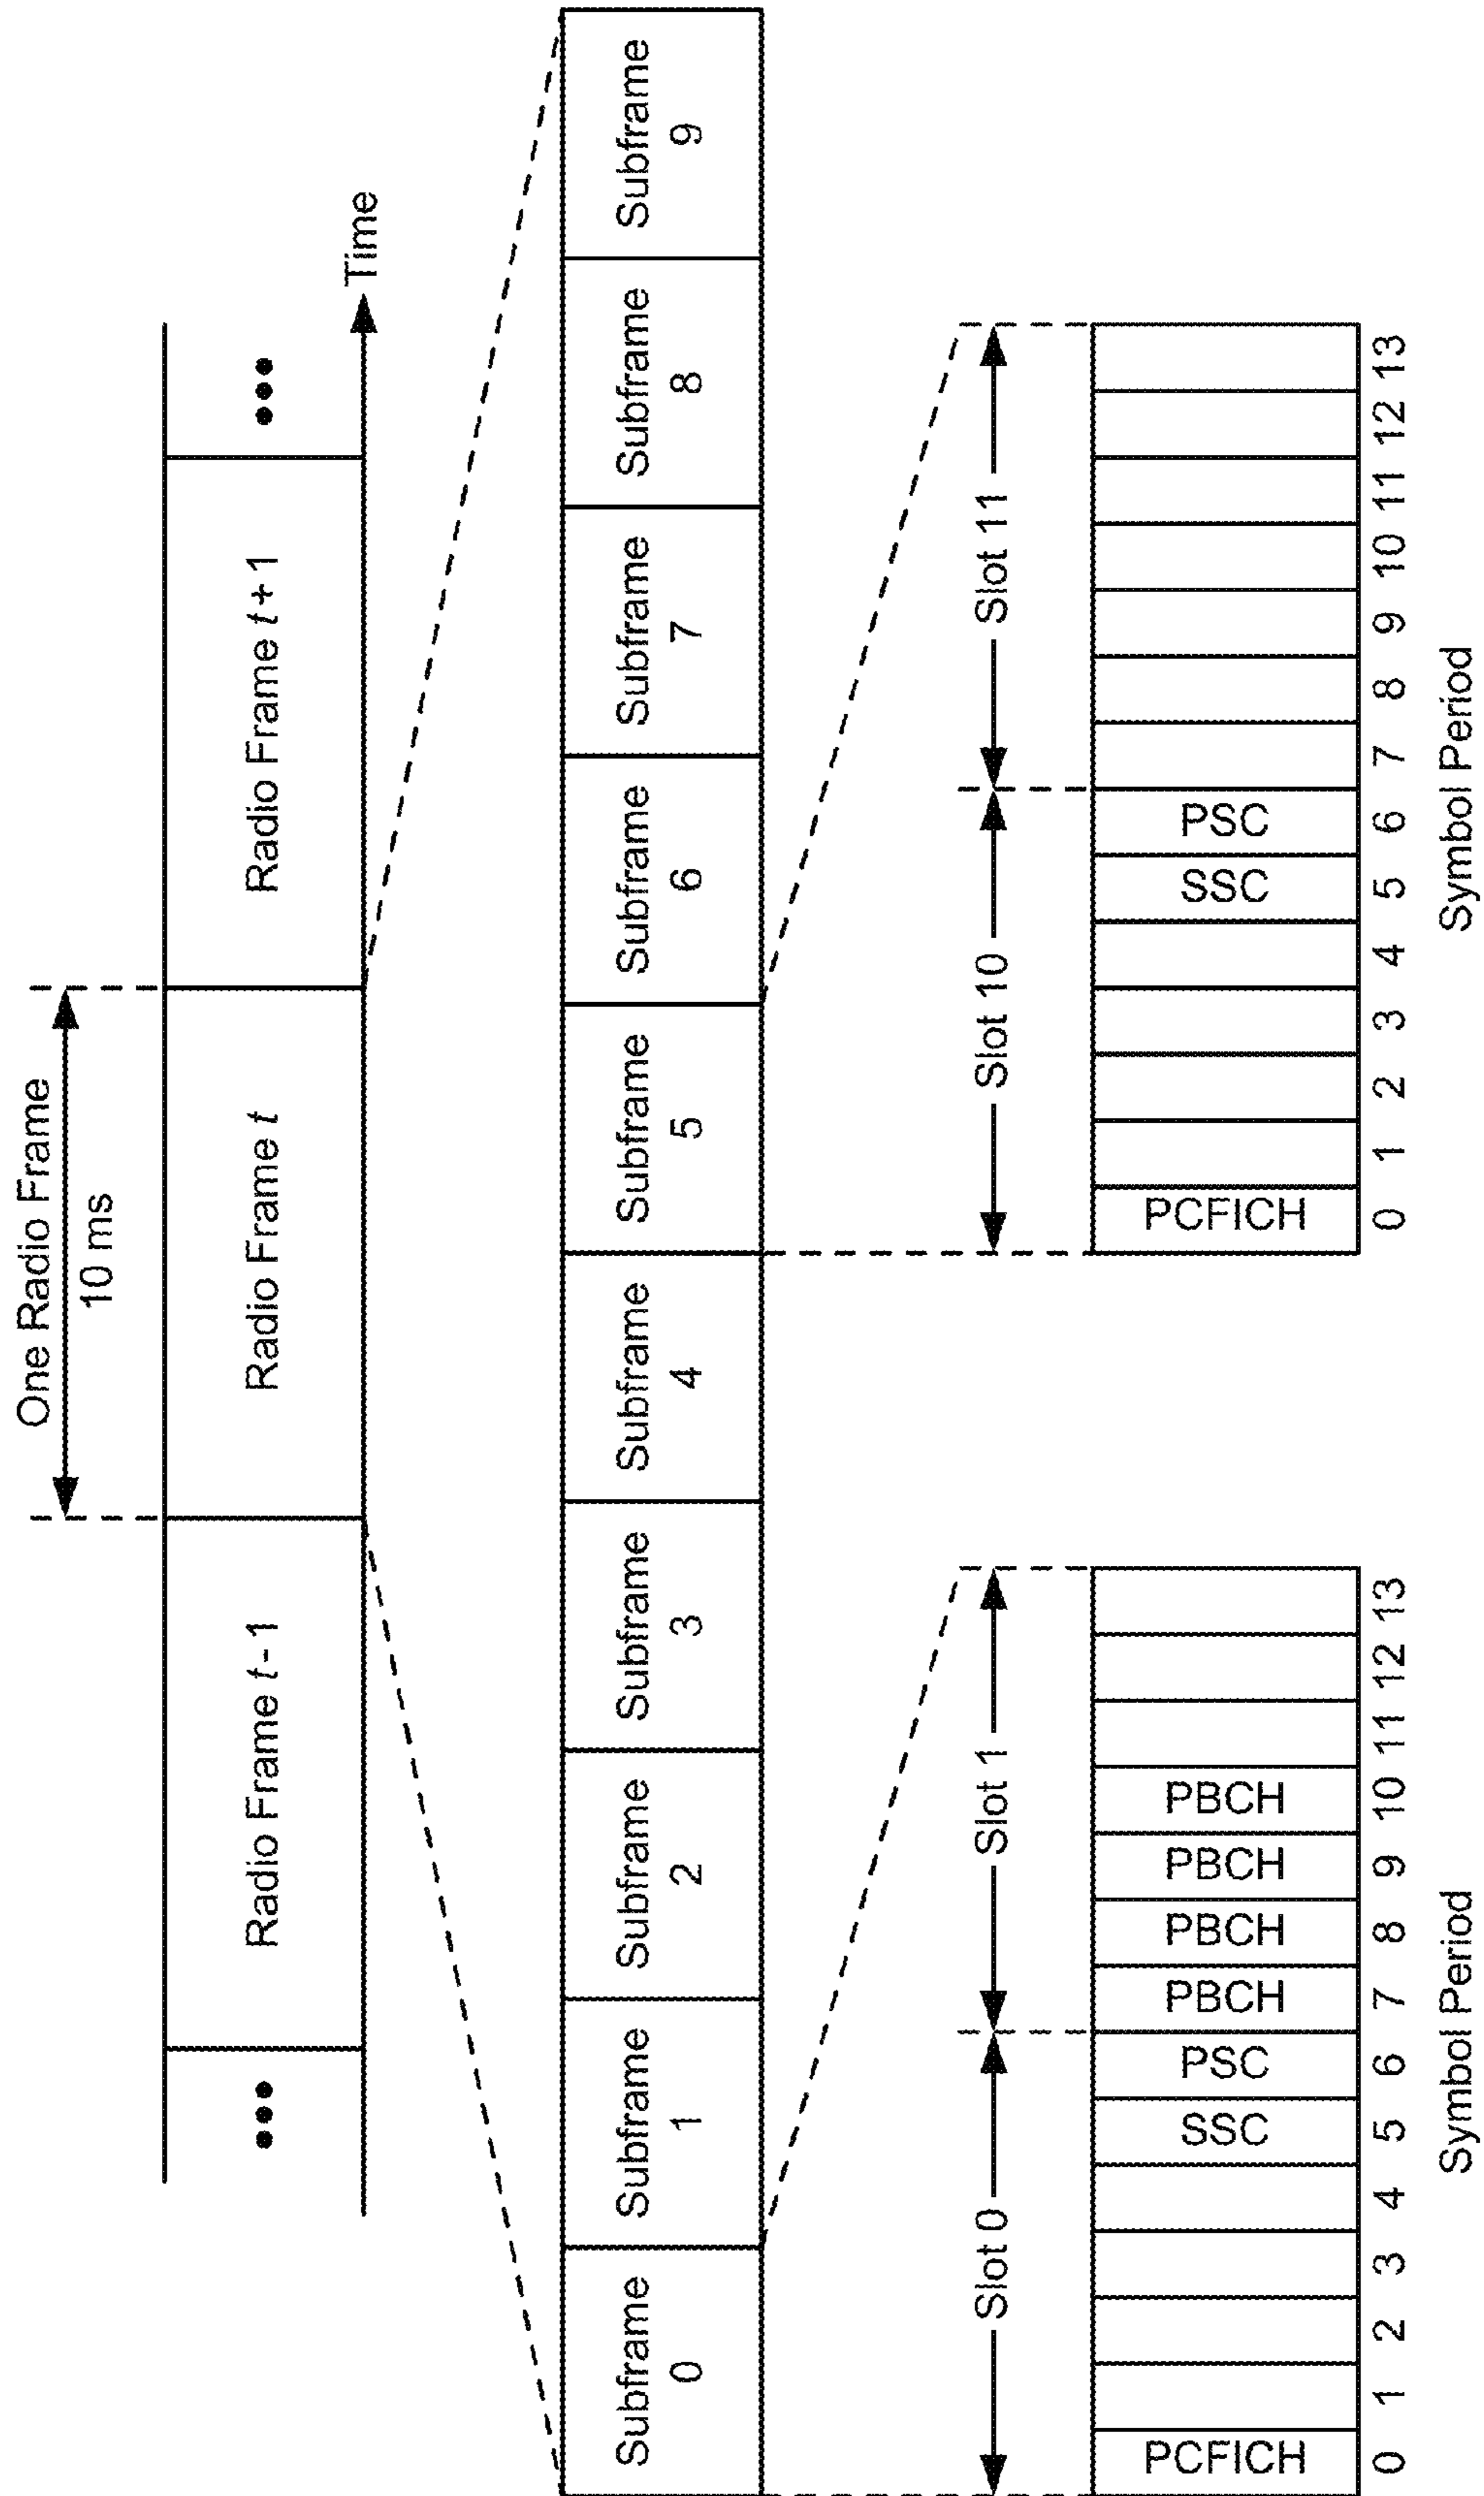 One Radio Frame
10 ms
••• Radio Frame t-1 Radio Frame t Radio Frame t+1 •••
Time
Subframe 0 Subframe 1 Subframe 2 Subframe 3 Subframe 4 Subframe 5 Subframe 6 Subframe 7 Subframe 8 Subframe 9
Slot 0 Slot 1
PCFICH SSC PSC PBCH PBCH PBCH PBCH
0 1 2 3 4 5 6 7 8 9 10 11 12 13
Symbol Period
Slot 10 Slot 11
PCFICH SSC PSC
0 1 2 3 4 5 6 7 8 9 10 11 12 13
Symbol Period